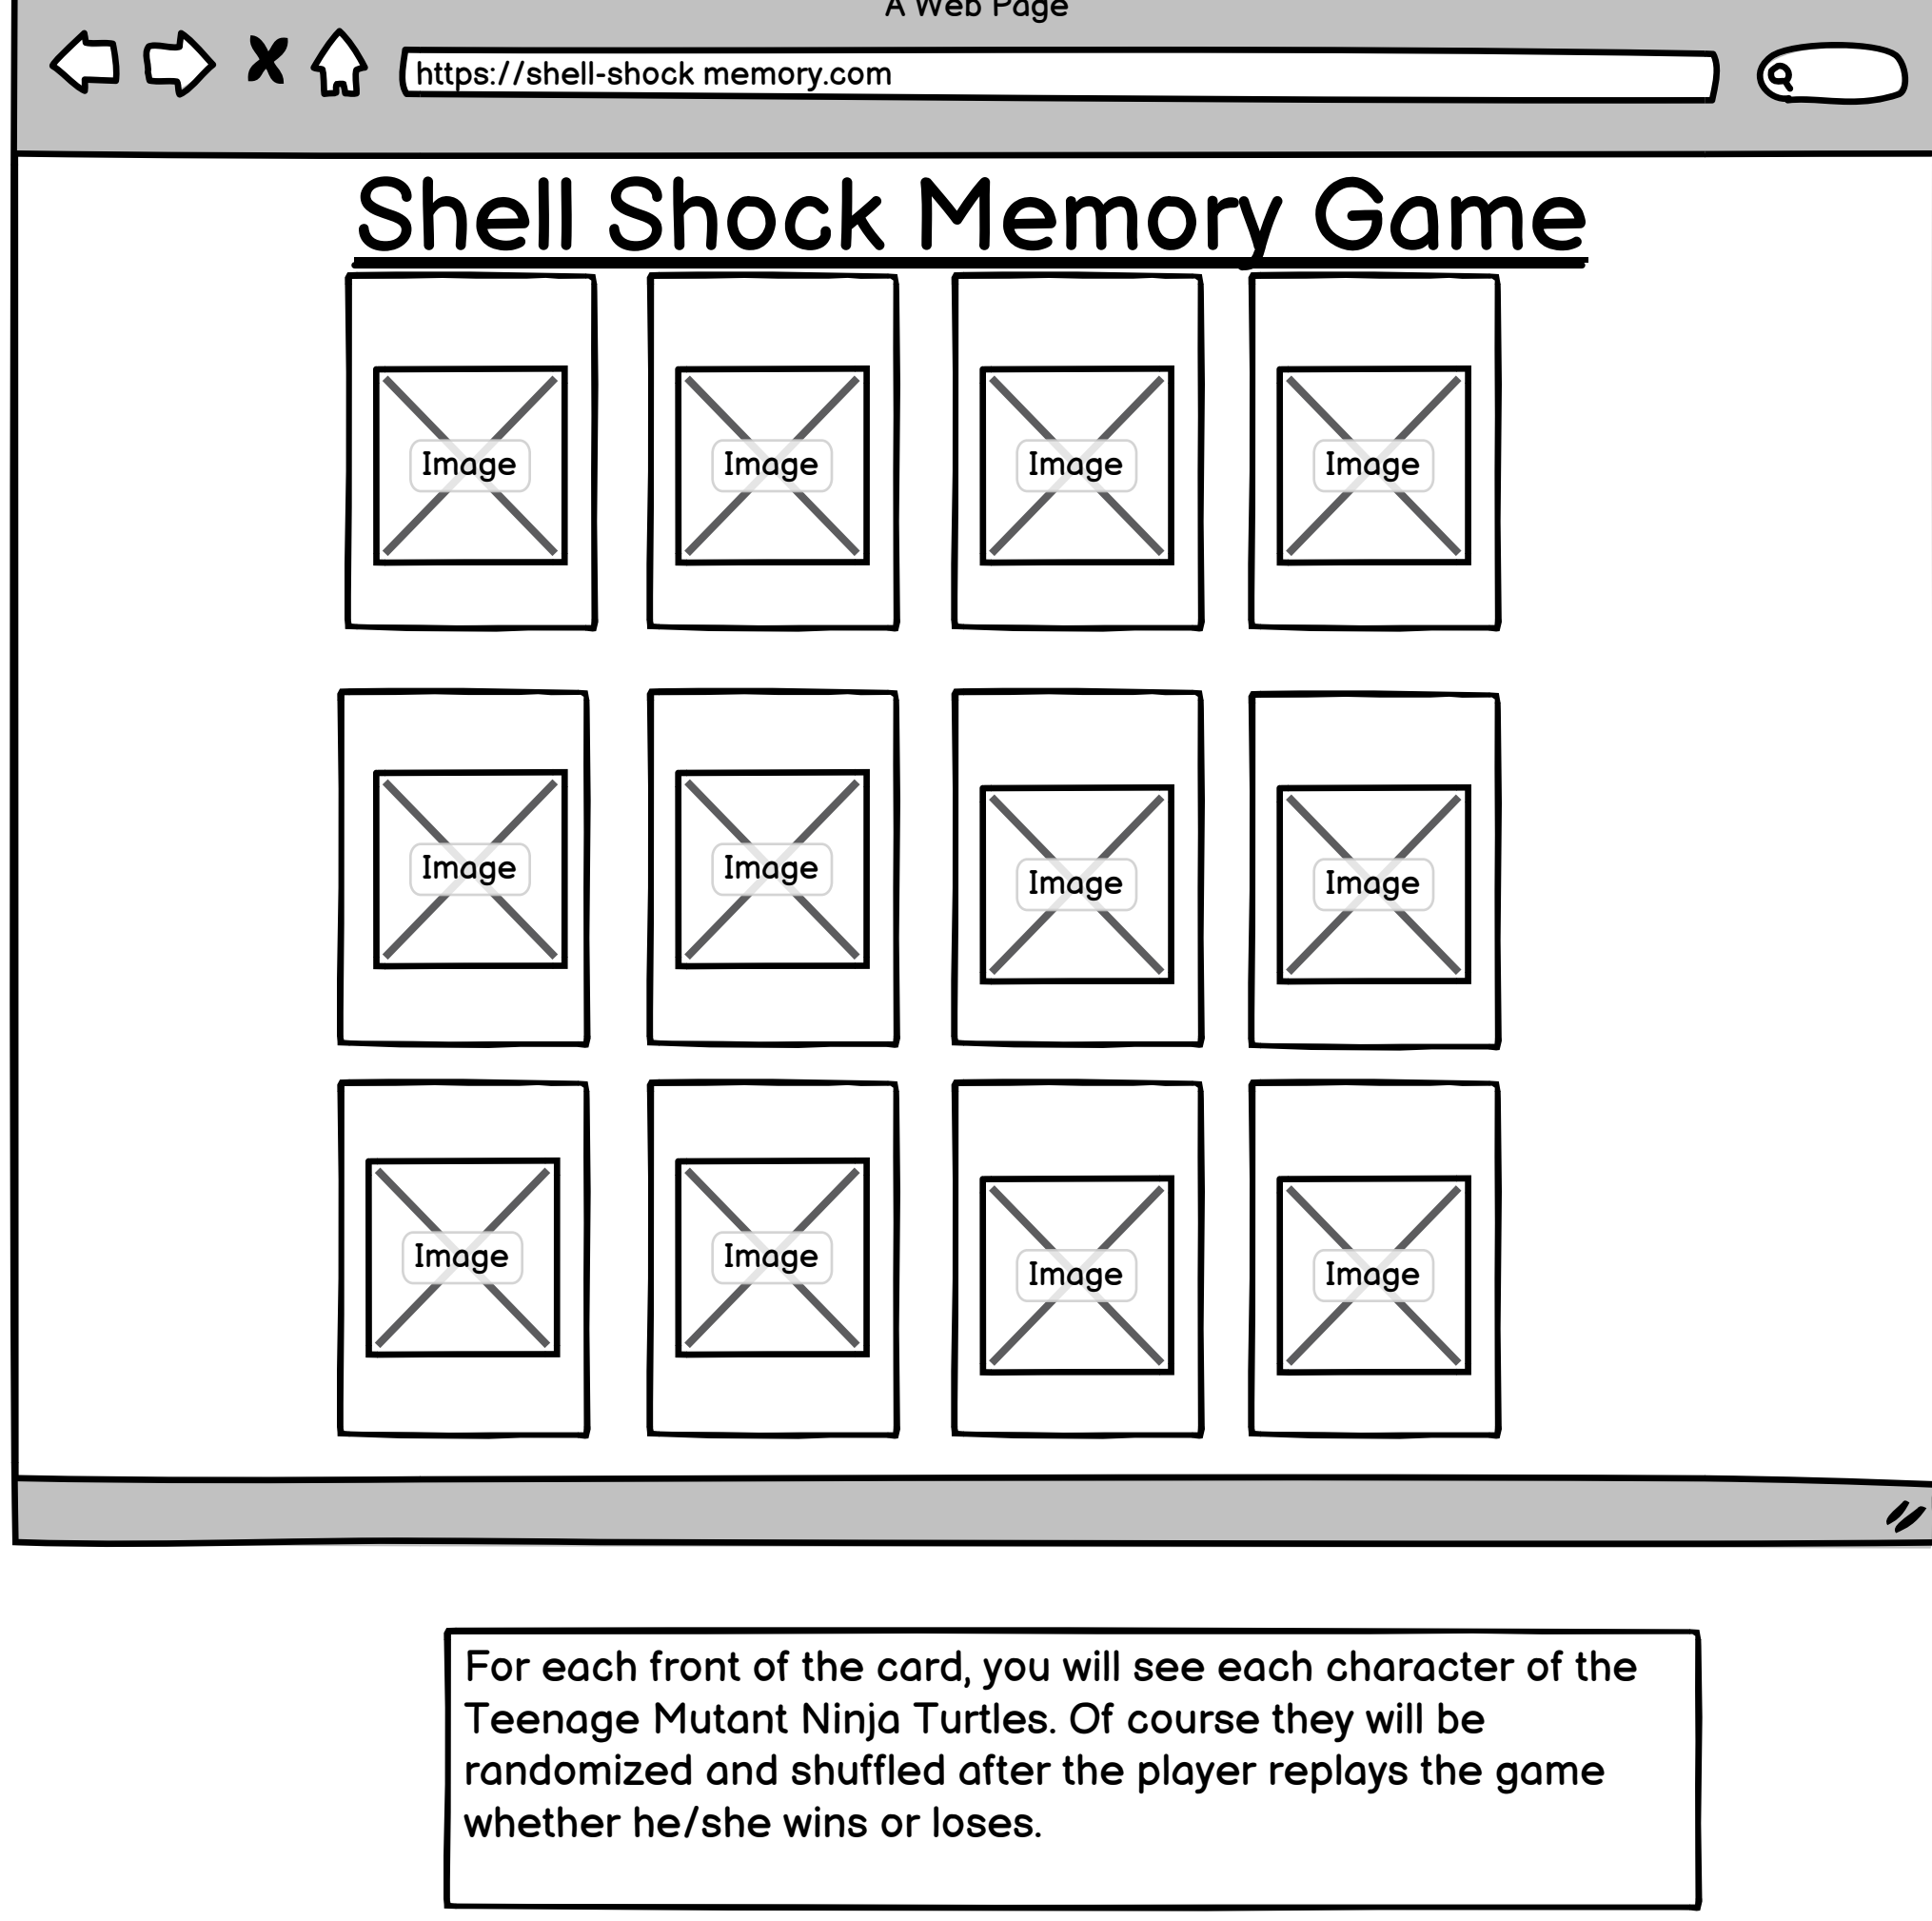 A Web Page
https://shell-shock memory.com
Shell Shock Memory Game
Image Image Image Image
Image Image Image Image
Image Image Image Image
For each front of the card, you will see each character of the
Teenage Mutant Ninja Turtles. Of course they will be
randomized and shuffled after the player replays the game
whether he/she wins or loses.